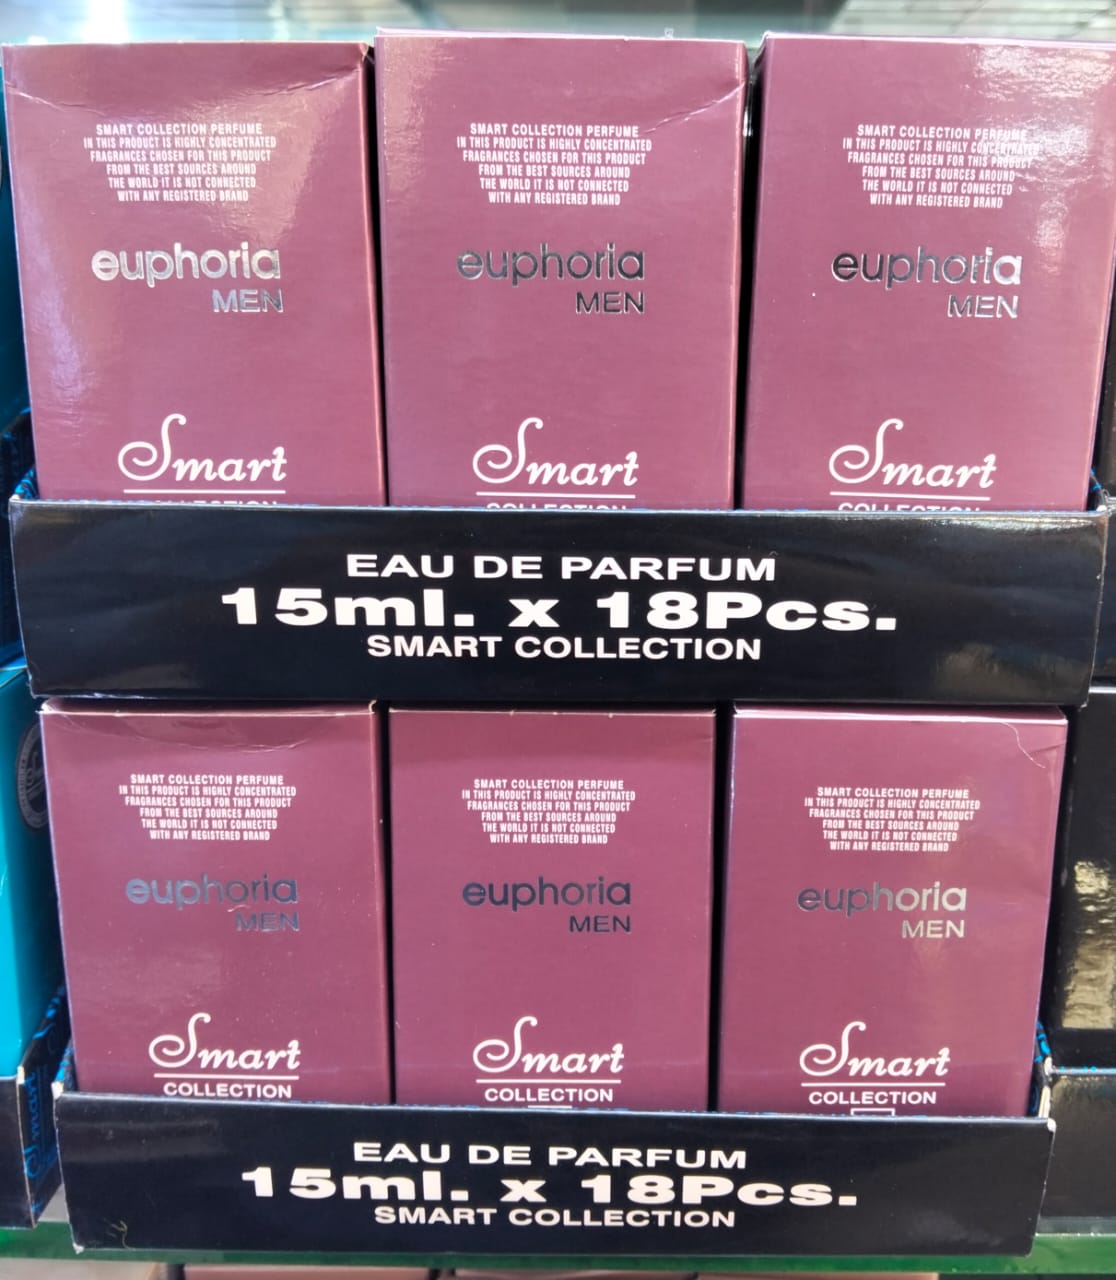 SMART COLLECTION PERFUME
IN THIS PRODUCT IS HIGHLY CONCENTRATED
FRAGRANCES CHOSEN FOR THIS PRODUCT
FROM THE BEST SOURCES AROUND
THE WORLD IT IS NOT CONNECTED
WITH ANY REGISTERED BRAND
euphoria
MEN
Smart
COLLECTION
SMART COLLECTION PERFUME
IN THIS PRODUCT IS HIGHLY CONCENTRATED
FRAGRANCES CHOSEN FOR THIS PRODUCT
FROM THE BEST SOURCES AROUND
THE WORLD IT IS NOT CONNECTED
WITH ANY REGISTERED BRAND
euphoria
MEN
Smart
COLLECTION
SMART COLLECTION PERFUME
IN THIS PRODUCT IS HIGHLY CONCENTRATED
FRAGRANCES CHOSEN FOR THIS PRODUCT
FROM THE BEST SOURCES AROUND
THE WORLD IT IS NOT CONNECTED
WITH ANY REGISTERED BRAND
euphoria
MEN
Smart
COLLECTION
EAU DE PARFUM
15ml. x 18Pcs.
SMART COLLECTION
SMART COLLECTION PERFUME
IN THIS PRODUCT IS HIGHLY CONCENTRATED
FRAGRANCES CHOSEN FOR THIS PRODUCT
FROM THE BEST SOURCES AROUND
THE WORLD IT IS NOT CONNECTED
WITH ANY REGISTERED BRAND
euphoria
MEN
Smart
COLLECTION
SMART COLLECTION PERFUME
IN THIS PRODUCT IS HIGHLY CONCENTRATED
FRAGRANCES CHOSEN FOR THIS PRODUCT
FROM THE BEST SOURCES AROUND
THE WORLD IT IS NOT CONNECTED
WITH ANY REGISTERED BRAND
euphoria
MEN
Smart
COLLECTION
SMART COLLECTION PERFUME
IN THIS PRODUCT IS HIGHLY CONCENTRATED
FRAGRANCES CHOSEN FOR THIS PRODUCT
FROM THE BEST SOURCES AROUND
THE WORLD IT IS NOT CONNECTED
WITH ANY REGISTERED BRAND
euphoria
MEN
Smart
COLLECTION
EAU DE PARFUM
15ml. x 18Pcs.
SMART COLLECTION
Smart